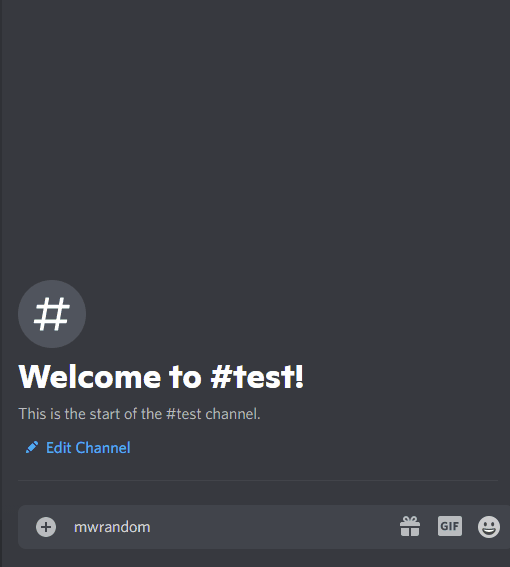 #
Welcome to #test!
This is the start of the #test channel.
Edit Channel
mwrandom
GIF